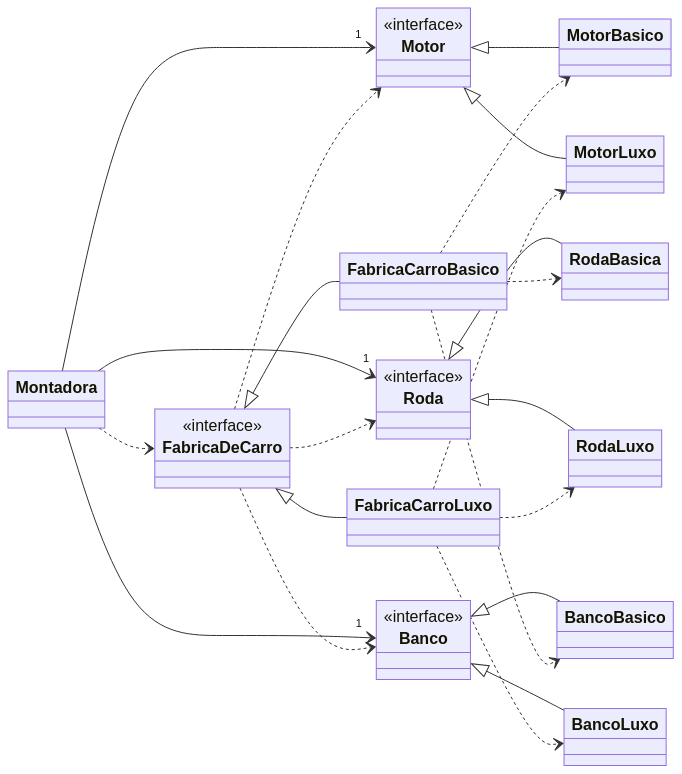 1
«interface»
Motor
MotorBasico
MotorLuxo
FabricaCarroBasico
RodaBasica
1
«interface»
Roda
Montadora
«interface»
FabricaDeCarro
RodaLuxo
FabricaCarroLuxo
1
«interface»
Banco
BancoBasico
BancoLuxo